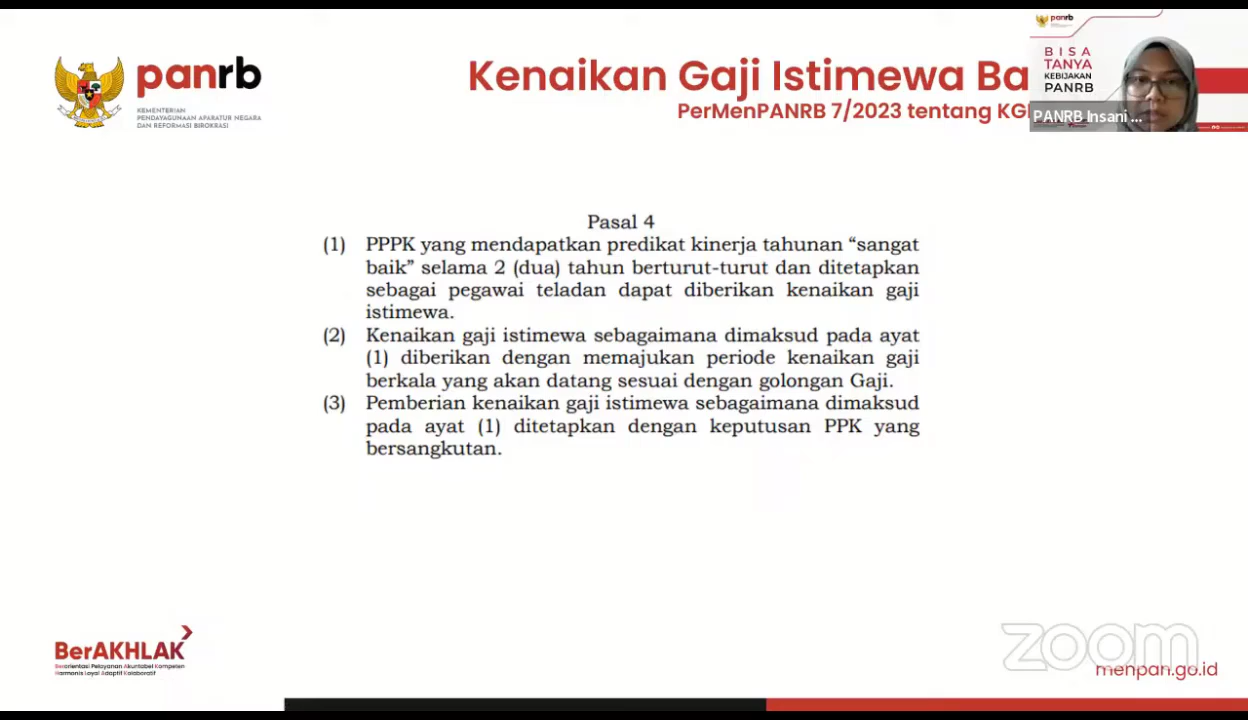 panrb
KEMENTERIAN
PENDAYAGUNAAN APARATUR NEGARA
DAN REFORMASI BIROKRASI
Kenaikan Gaji Istimewa Ba
PerMenPANRB 7/2023 tentang KG
panrb
BISA
TANYA
KEBIJAKAN
PANRB
PANRB Insani ...
Pasal 4
(1) PPPK yang mendapatkan predikat kinerja tahunan “sangat
baik” selama 2 (dua) tahun berturut-turut dan ditetapkan
sebagai pegawai teladan dapat diberikan kenaikan gaji
istimewa.
(2) Kenaikan gaji istimewa sebagaimana dimaksud pada ayat
(1) diberikan dengan memajukan periode kenaikan gaji
berkala yang akan datang sesuai dengan golongan Gaji.
(3) Pemberian kenaikan gaji istimewa sebagaimana dimaksud
pada ayat (1) ditetapkan dengan keputusan PPK yang
bersangkutan.
BerAKHLAK
Berorientasi Pelayanan Akuntabel Kompeten
Harmonis Loyal Adaptif Kolaboratif
zoom
menpan.go.id